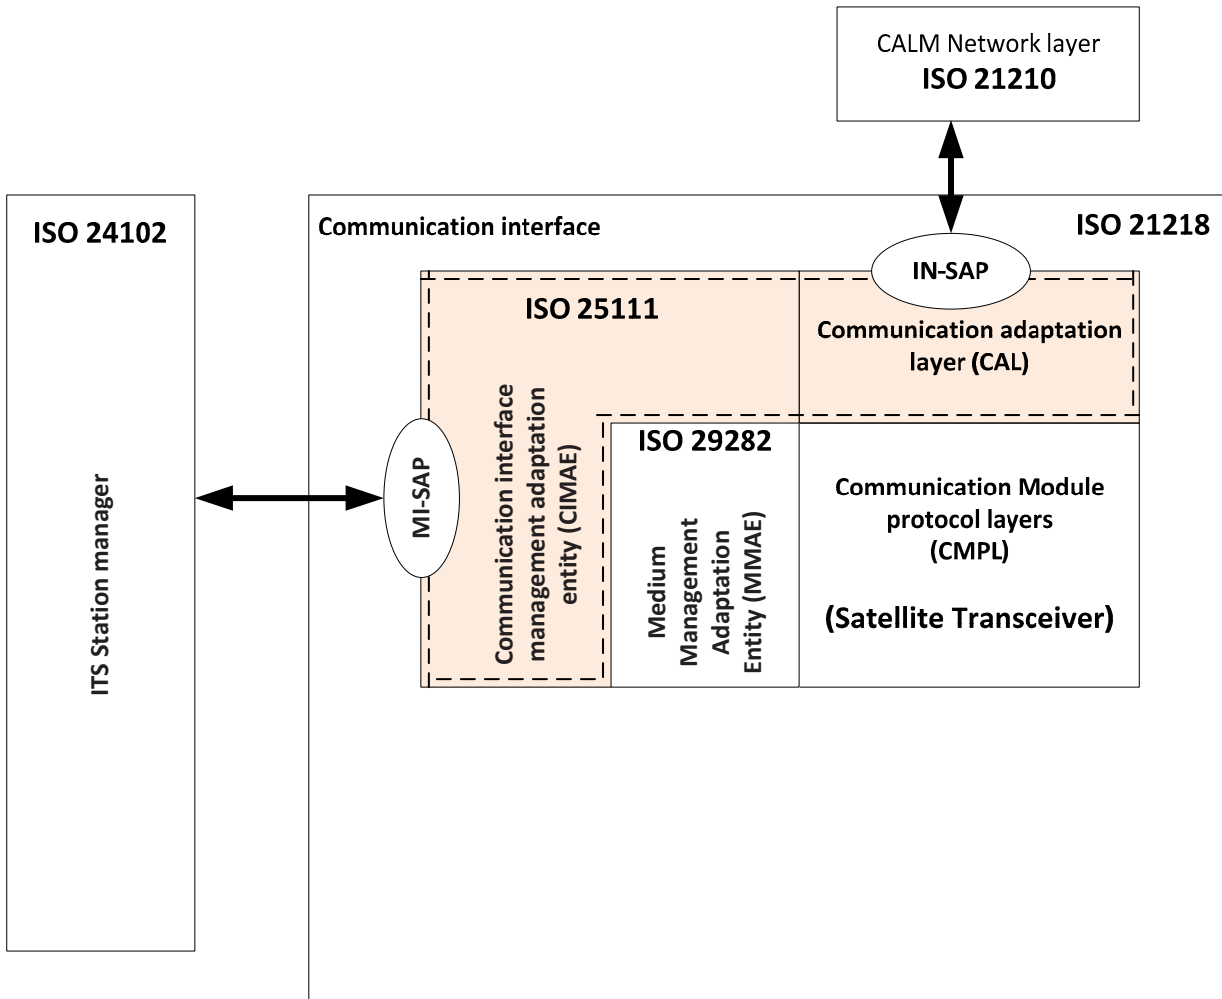 CALM Network layer
ISO 21210
ISO 24102
Communication interface
ISO 21218
IN-SAP
ISO 25111
Communication adaptation
layer (CAL)
ISO 29282
MI-SAP
Communication interface
management adaptation
entity (CIMAE)
Medium
Management
Adaptation
Entity (MMAE)
Communication Module
protocol layers
(CMPL)
(Satellite Transceiver)
ITS Station manager